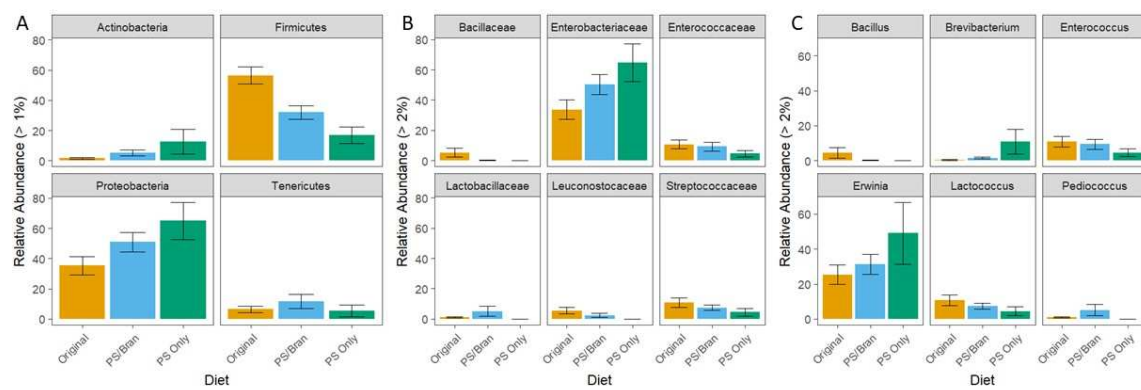 A
Actinobacteria
Firmicutes
Relative Abundance (> 1%)
80
60
40
20
0
Proteobacteria
Tenericutes
80
60
40
20
0
Original
PS/Bran
PS Only
Original
PS/Bran
PS Only
Diet
B
Bacillaceae
Enterobacteriaceae
Enterococcaceae
Relative Abundance (> 2%)
80
60
40
20
0
Lactobacillaceae
Leuconostocaceae
Streptococcaceae
80
60
40
20
0
Original
PS/Bran
PS Only
Original
PS/Bran
PS Only
Original
PS/Bran
PS Only
Diet
C
Bacillus
Brevibacterium
Enterococcus
Relative Abundance (> 2%)
80
60
40
20
0
Erwinia
Lactococcus
Pediococcus
80
60
40
20
0
Original
PS/Bran
PS Only
Original
PS/Bran
PS Only
Original
PS/Bran
PS Only
Diet